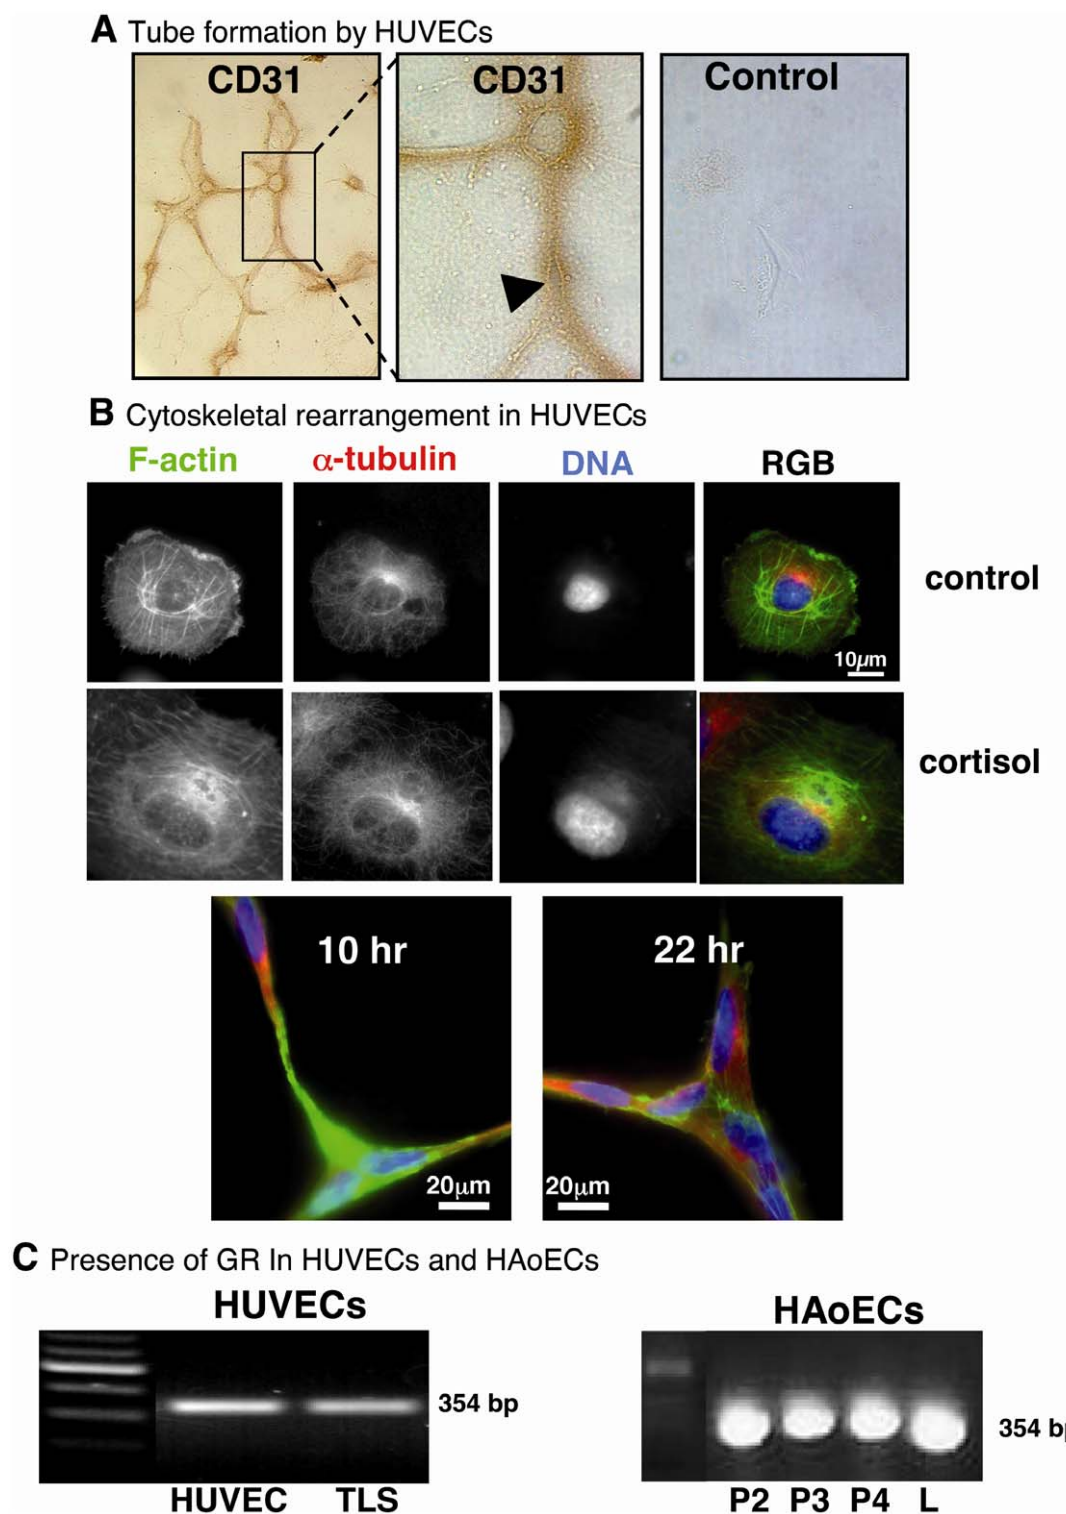 A Tube formation by HUVECs
CD31
CD31
Control
B Cytoskeletal rearrangement in HUVECs
F-actin
α-tubulin
DNA
RGB
control
10μm
cortisol
10 hr
22 hr
20μm
20μm
C Presence of GR In HUVECs and HAoECs
HUVECs
HAoECs
354 bp
354 b
HUVEC
TLS
P2 P3 P4 L